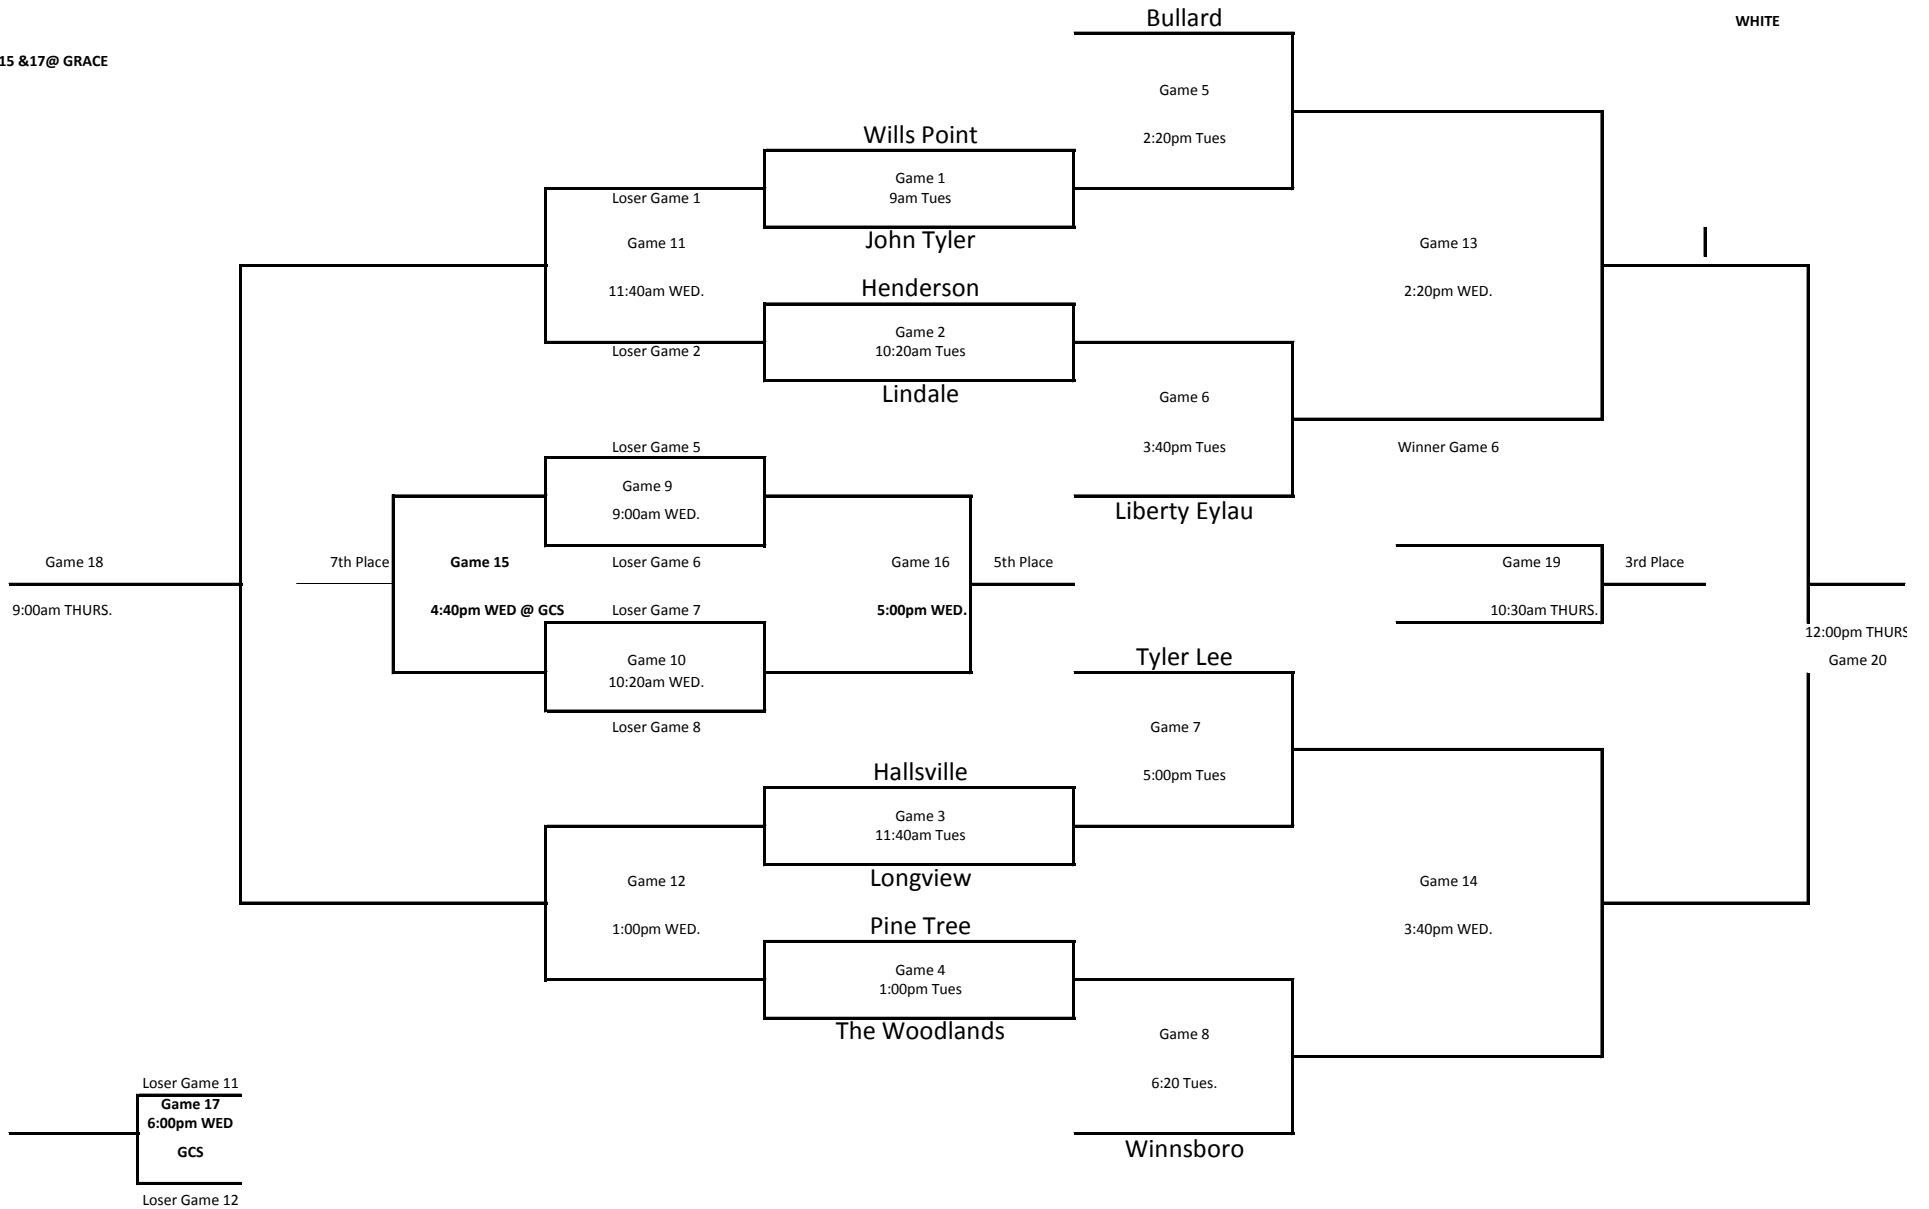 Bullard
WHITE
15 &17@ GRACE
Game 5
Wills Point
2:20pm Tues
Game 1
9am Tues
Loser Game 1
John Tyler
Game 11
Game 13
Henderson
11:40am WED.
2:20pm WED.
Game 2
10:20am Tues
Loser Game 2
Lindale
Game 6
Loser Game 5
3:40pm Tues
Winner Game 6
Game 9
9:00am WED.
Liberty Eylau
Game 18
7th Place
Game 15
Loser Game 6
Game 16
5th Place
Game 19
3rd Place
9:00am THURS.
4:40pm WED @ GCS
Loser Game 7
5:00pm WED.
10:30am THURS.
12:00pm THURS
Tyler Lee
Game 10
Game 20
10:20am WED.
Loser Game 8
Game 7
Hallsville
5:00pm Tues
Game 3
11:40am Tues
Longview
Game 12
Game 14
Pine Tree
1:00pm WED.
3:40pm WED.
Game 4
1:00pm Tues
The Woodlands
Game 8
Loser Game 11
6:20 Tues.
Game 17
6:00pm WED
GCS
Winnsboro
Loser Game 12